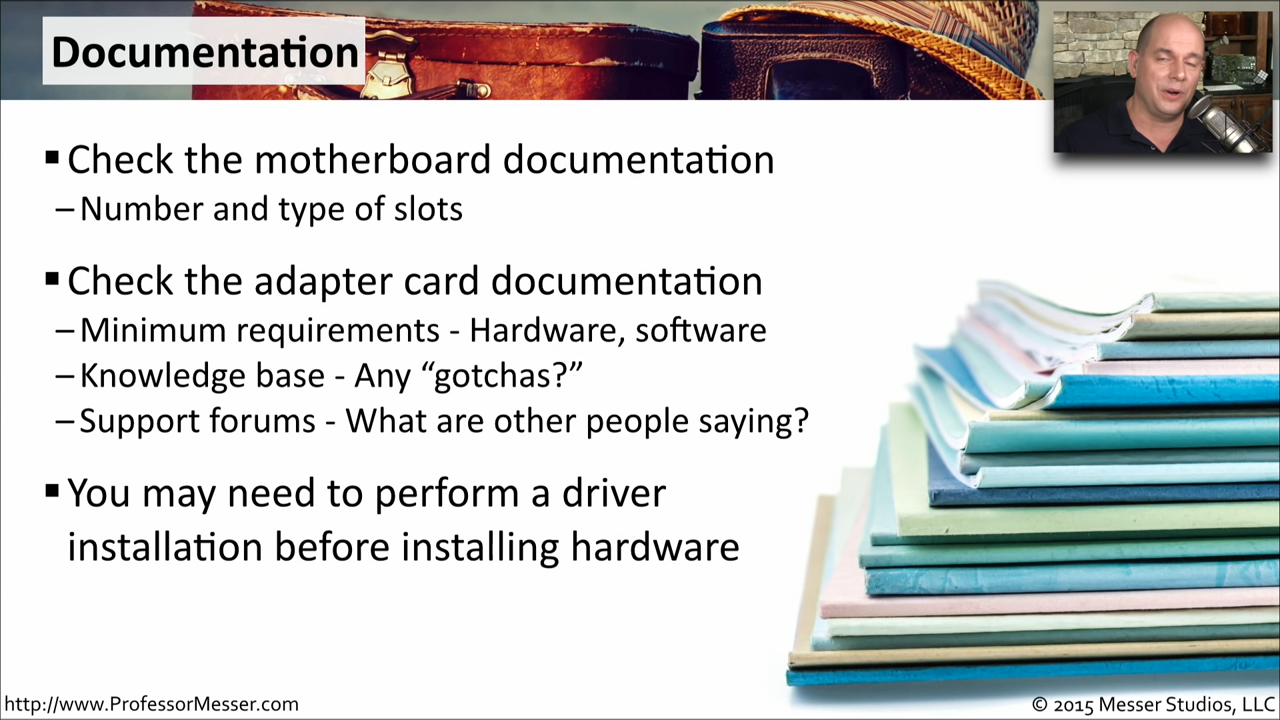 Documentation
▪ Check the motherboard documentation
– Number and type of slots
▪ Check the adapter card documentation
– Minimum requirements - Hardware, software
– Knowledge base - Any “gotchas?”
– Support forums - What are other people saying?
▪ You may need to perform a driver
installation before installing hardware
http://www.ProfessorMesser.com
© 2015 Messer Studios, LLC